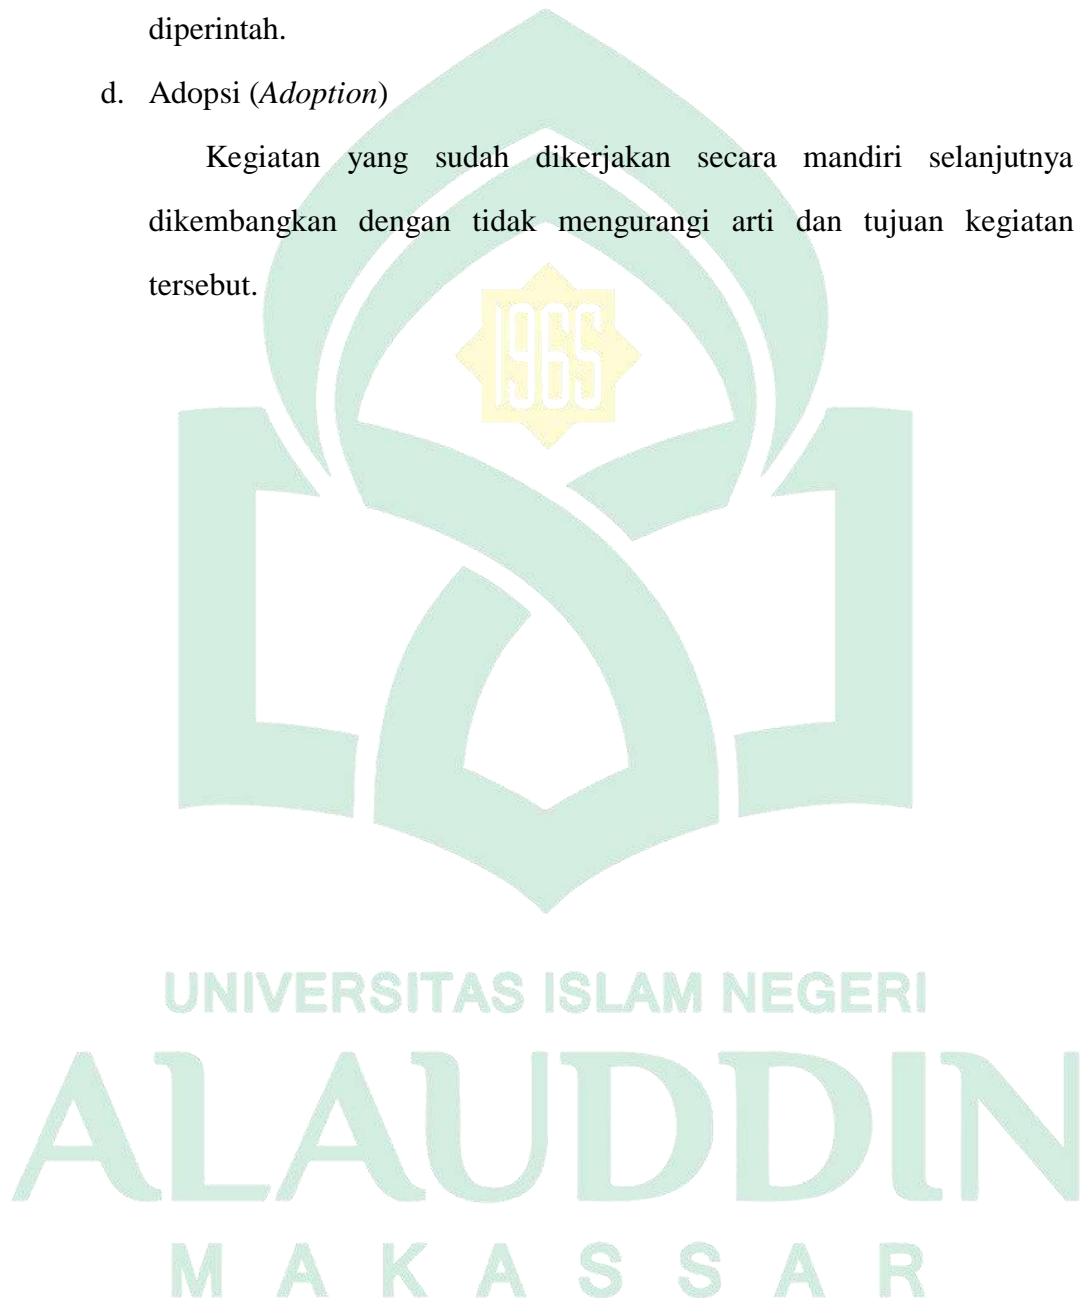 diperintah.
d. Adopsi (Adoption)
Kegiatan yang sudah dikerjakan secara mandiri selanjutnya
dikembangkan dengan tidak mengurangi arti dan tujuan kegiatan
tersebut.
1965
UNIVERSITAS ISLAM NEGERI
ALAUDDIN
MAKASSAR